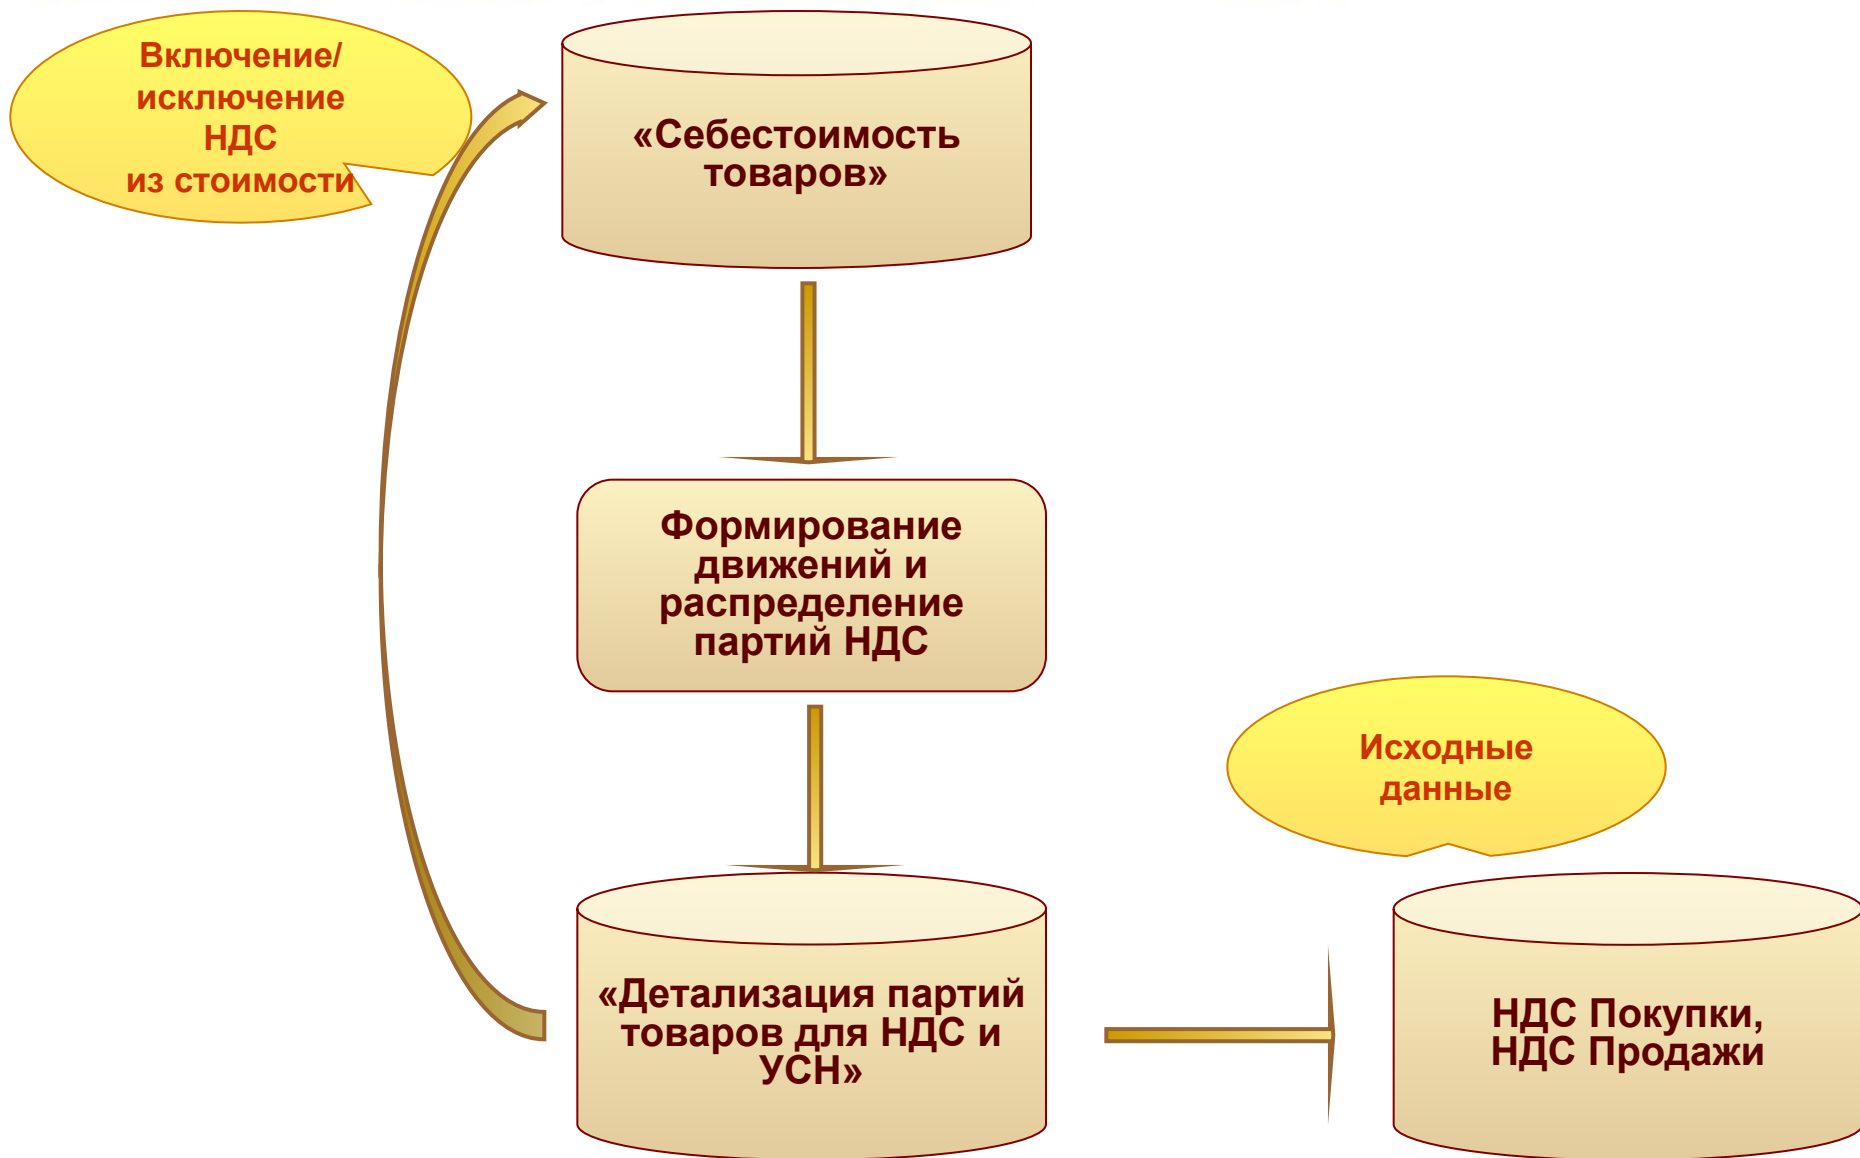 Включение/
исключение
НДС
из стоимости
«Себестоимость
товаров»
Формирование
движений и
распределение
партий НДС
Исходные
данные
«Детализация партий
товаров для НДС и
УСН»
НДС Покупки,
НДС Продажи